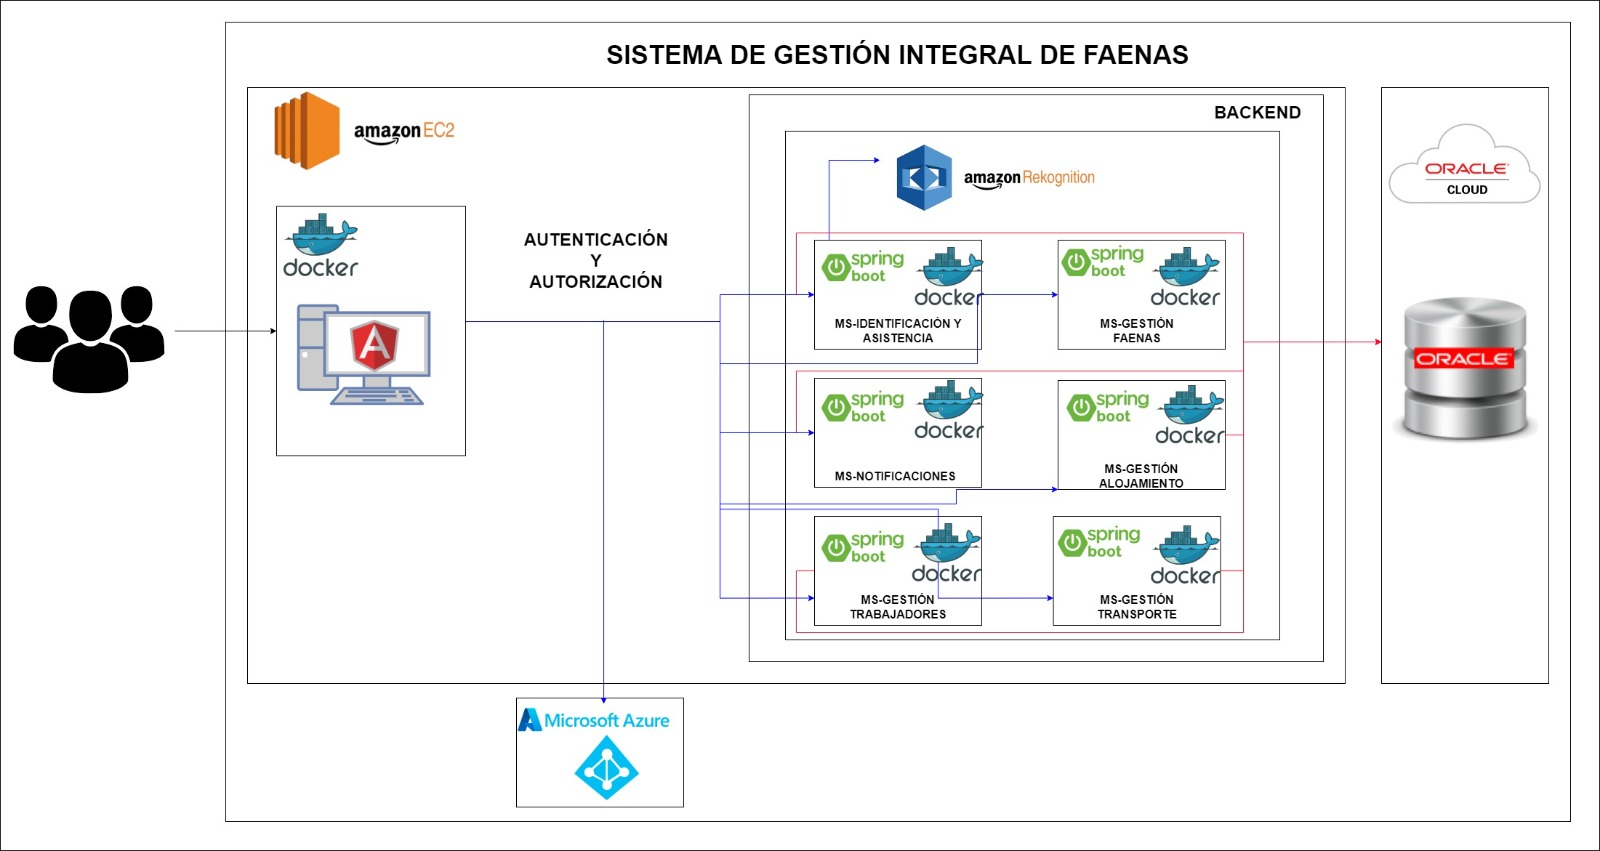 SISTEMA DE GESTIÓN INTEGRAL DE FAENAS
amazon EC2
BACKEND
amazon Rekognition
ORACLE
CLOUD
docker
AUTENTICACIÓN
Y
AUTORIZACIÓN
spring
boot
docker
MS-IDENTIFICACIÓN Y
ASISTENCIA
spring
boot
docker
MS-GESTIÓN
FAENAS
ORACLE
spring
boot
docker
MS-NOTIFICACIONES
spring
boot
docker
MS-GESTIÓN
ALOJAMIENTO
spring
boot
docker
MS-GESTIÓN
TRABAJADORES
spring
boot
docker
MS-GESTIÓN
TRANSPORTE
Microsoft Azure